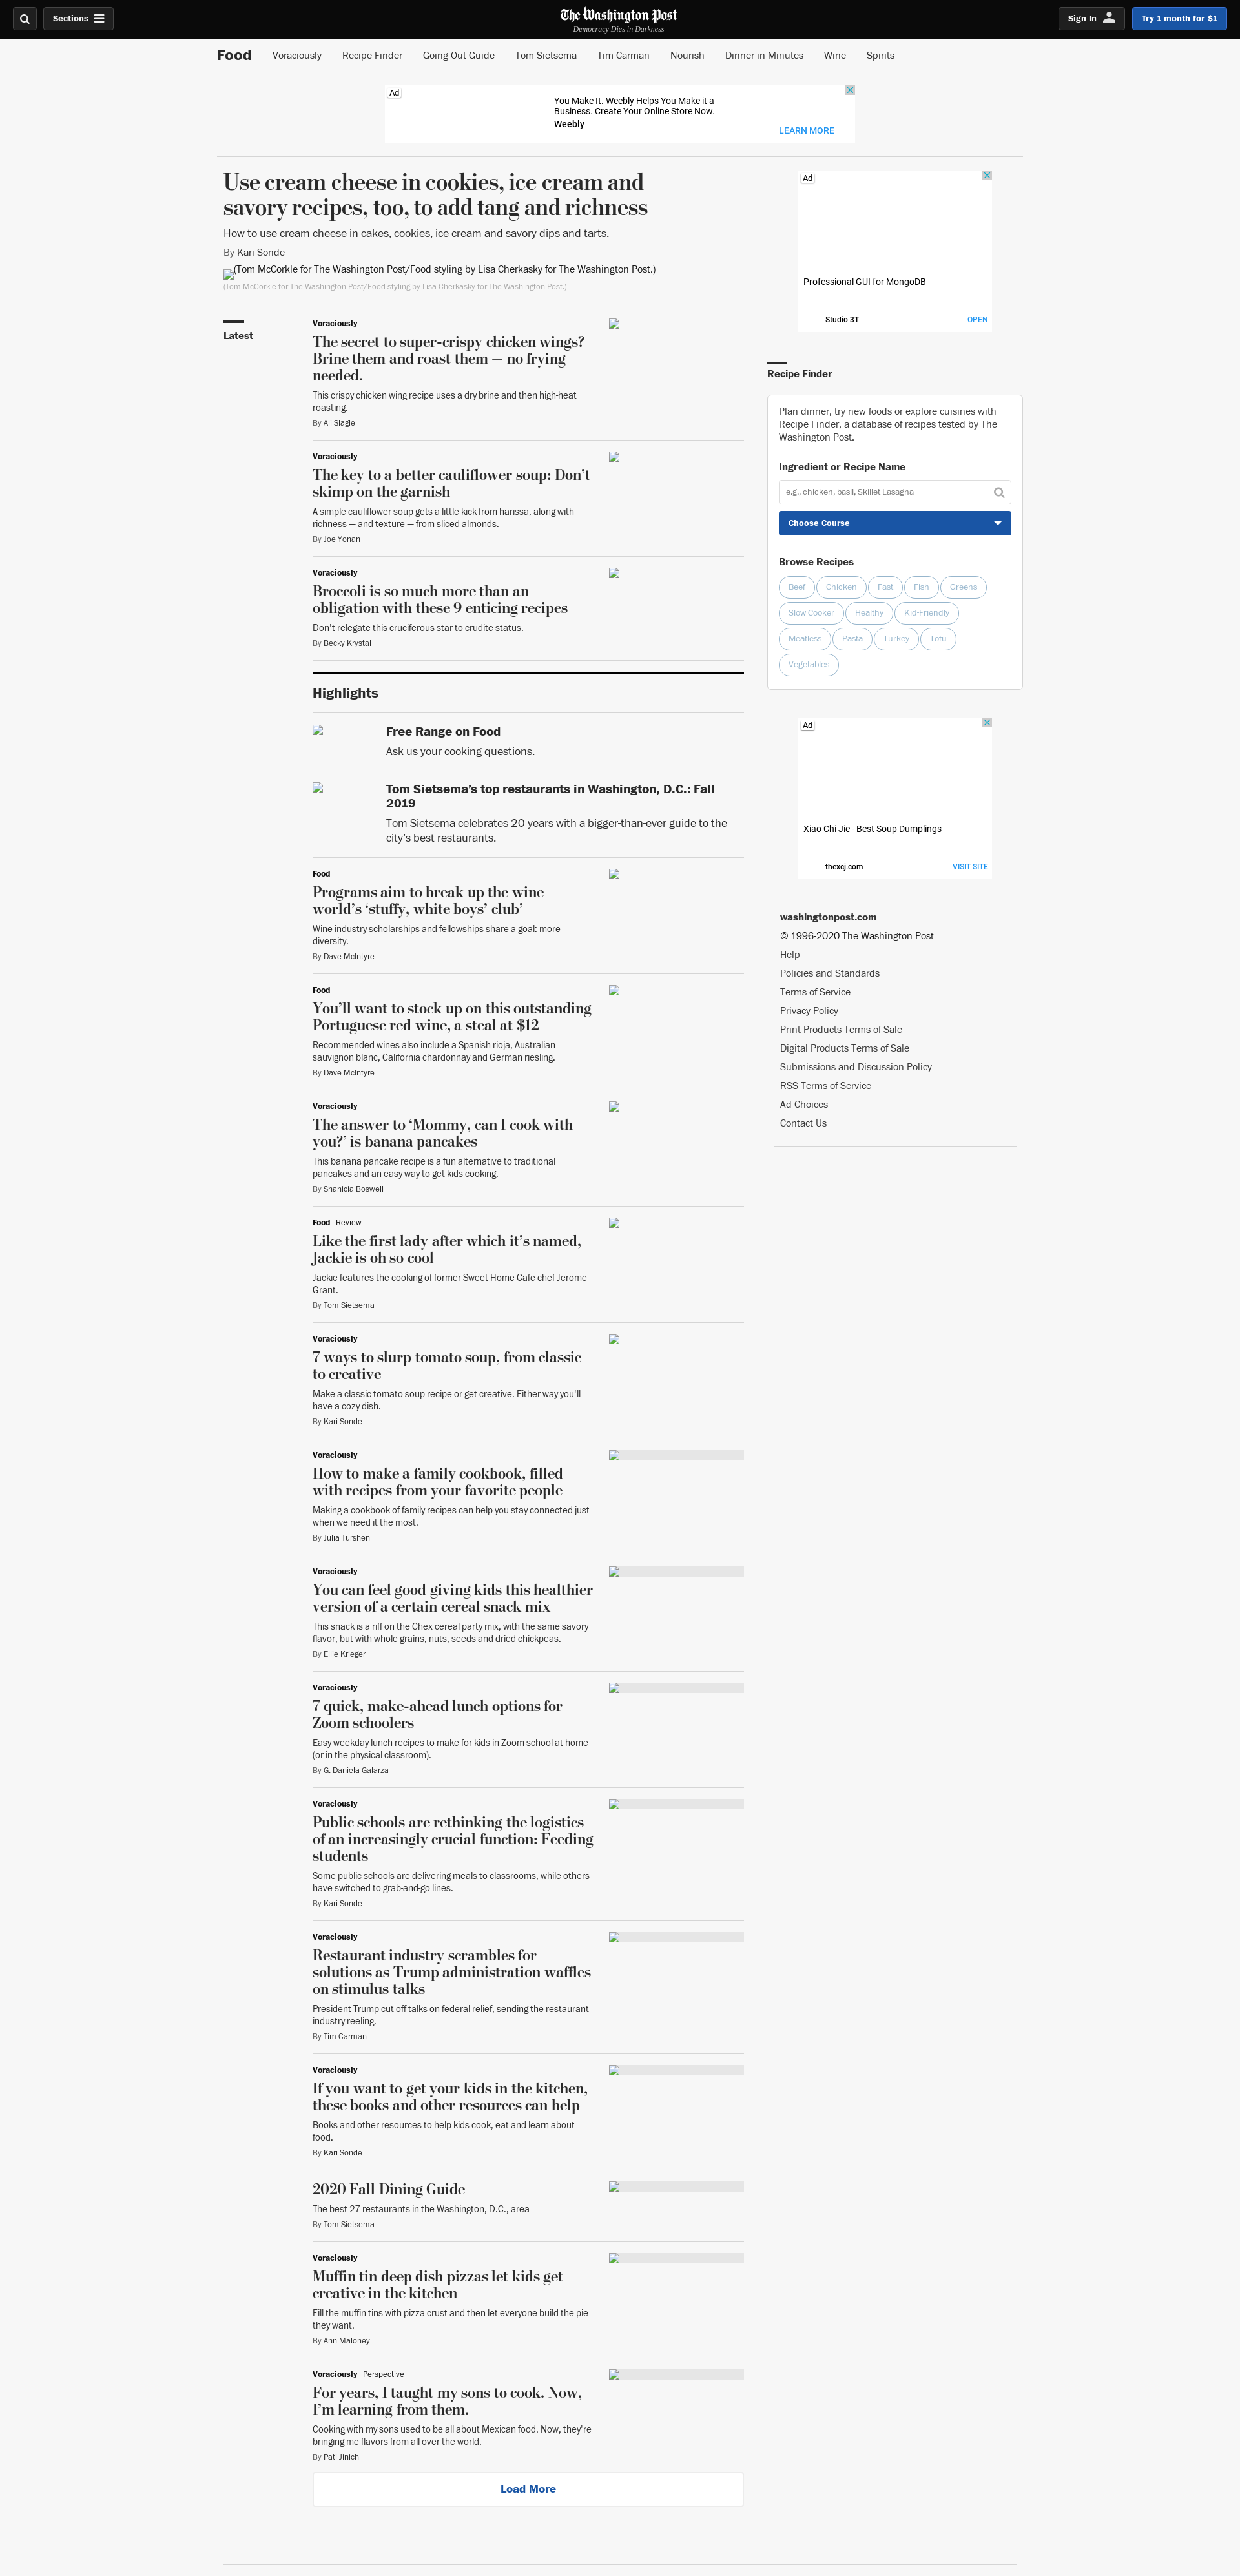 Sections
The Washington Post
Democracy Dies in Darkness
Sign In
Try 1 month for $1
Food
Voraciously
Recipe Finder
Going Out Guide
Tom Sietsema
Tim Carman
Nourish
Dinner in Minutes
Wine
Spirits
Ad
You Make It. Weebly Helps You Make it a
Business. Create Your Online Store Now.
Weebly
LEARN MORE
Use cream cheese in cookies, ice cream and
savory recipes, too, to add tang and richness
How to use cream cheese in cakes, cookies, ice cream and savory dips and tarts.
By Kari Sonde
(Tom McCorkle for The Washington Post/Food styling by Lisa Cherkasky for The Washington Post.)
(Tom McCorkle for The Washington Post/Food styling by Lisa Cherkasky for The Washington Post.)
Latest
Voraciously
The secret to super-crispy chicken wings?
Brine them and roast them — no frying
needed.
This crispy chicken wing recipe uses a dry brine and then high-heat
roasting.
By Ali Slagle
Voraciously
The key to a better cauliflower soup: Don’t
skimp on the garnish
A simple cauliflower soup gets a little kick from harissa, along with
richness — and texture — from sliced almonds.
By Joe Yonan
Voraciously
Broccoli is so much more than an
obligation with these 9 enticing recipes
Don’t relegate this cruciferous star to crudite status.
By Becky Krystal
Highlights
Free Range on Food
Ask us your cooking questions.
Tom Sietsema’s top restaurants in Washington, D.C.: Fall
2019
Tom Sietsema celebrates 20 years with a bigger-than-ever guide to the
city’s best restaurants.
Food
Programs aim to break up the wine
world’s ‘stuffy, white boys’ club’
Wine industry scholarships and fellowships share a goal: more
diversity.
By Dave McIntyre
Food
You’ll want to stock up on this outstanding
Portuguese red wine, a steal at $12
Recommended wines also include a Spanish rioja, Australian
sauvignon blanc, California chardonnay and German riesling.
By Dave McIntyre
Voraciously
The answer to ‘Mommy, can I cook with
you?’ is banana pancakes
This banana pancake recipe is a fun alternative to traditional
pancakes and an easy way to get kids cooking.
By Shanicia Boswell
Food Review
Like the first lady after which it’s named,
Jackie is oh so cool
Jackie features the cooking of former Sweet Home Cafe chef Jerome
Grant.
By Tom Sietsema
Voraciously
7 ways to slurp tomato soup, from classic
to creative
Make a classic tomato soup recipe or get creative. Either way you’ll
have a cozy dish.
By Kari Sonde
Voraciously
How to make a family cookbook, filled
with recipes from your favorite people
Making a cookbook of family recipes can help you stay connected just
when we need it the most.
By Julia Turshen
Voraciously
You can feel good giving kids this healthier
version of a certain cereal snack mix
This snack is a riff on the Chex cereal party mix, with the same savory
flavor, but with whole grains, nuts, seeds and dried chickpeas.
By Ellie Krieger
Voraciously
7 quick, make-ahead lunch options for
Zoom schoolers
Easy weekday lunch recipes to make for kids in Zoom school at home
(or in the physical classroom).
By G. Daniela Galarza
Voraciously
Public schools are rethinking the logistics
of an increasingly crucial function: Feeding
students
Some public schools are delivering meals to classrooms, while others
have switched to grab-and-go lines.
By Kari Sonde
Voraciously
Restaurant industry scrambles for
solutions as Trump administration waffles
on stimulus talks
President Trump cut off talks on federal relief, sending the restaurant
industry reeling.
By Tim Carman
Voraciously
If you want to get your kids in the kitchen,
these books and other resources can help
Books and other resources to help kids cook, eat and learn about
food.
By Kari Sonde
2020 Fall Dining Guide
The best 27 restaurants in the Washington, D.C., area
By Tom Sietsema
Voraciously
Muffin tin deep dish pizzas let kids get
creative in the kitchen
Fill the muffin tins with pizza crust and then let everyone build the pie
they want.
By Ann Maloney
Voraciously Perspective
For years, I taught my sons to cook. Now,
I’m learning from them.
Cooking with my sons used to be all about Mexican food. Now, they’re
bringing me flavors from all over the world.
By Pati Jinich
Load More
Ad
Professional GUI for MongoDB
Studio 3T
OPEN
Recipe Finder
Plan dinner, try new foods or explore cuisines with
Recipe Finder, a database of recipes tested by The
Washington Post.
Ingredient or Recipe Name
e.g., chicken, basil, Skillet Lasagna
Choose Course
Browse Recipes
Beef
Chicken
Fast
Fish
Greens
Slow Cooker
Healthy
Kid-Friendly
Meatless
Pasta
Turkey
Tofu
Vegetables
Ad
Xiao Chi Jie - Best Soup Dumplings
thexcj.com
VISIT SITE
washingtonpost.com
© 1996-2020 The Washington Post
Help
Policies and Standards
Terms of Service
Privacy Policy
Print Products Terms of Sale
Digital Products Terms of Sale
Submissions and Discussion Policy
RSS Terms of Service
Ad Choices
Contact Us